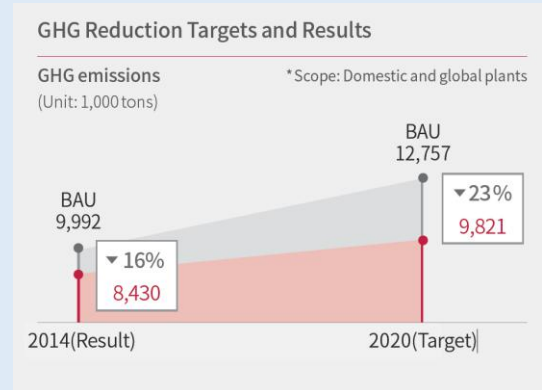 GHG Reduction Targets and Results
GHG emissions
*Scope: Domestic and global plants
(Unit: 1,000 tons)
BAU
12,757
▼23%
9,821
BAU
9,992
▼16%
8,430
2014(Result)
2020(Target)